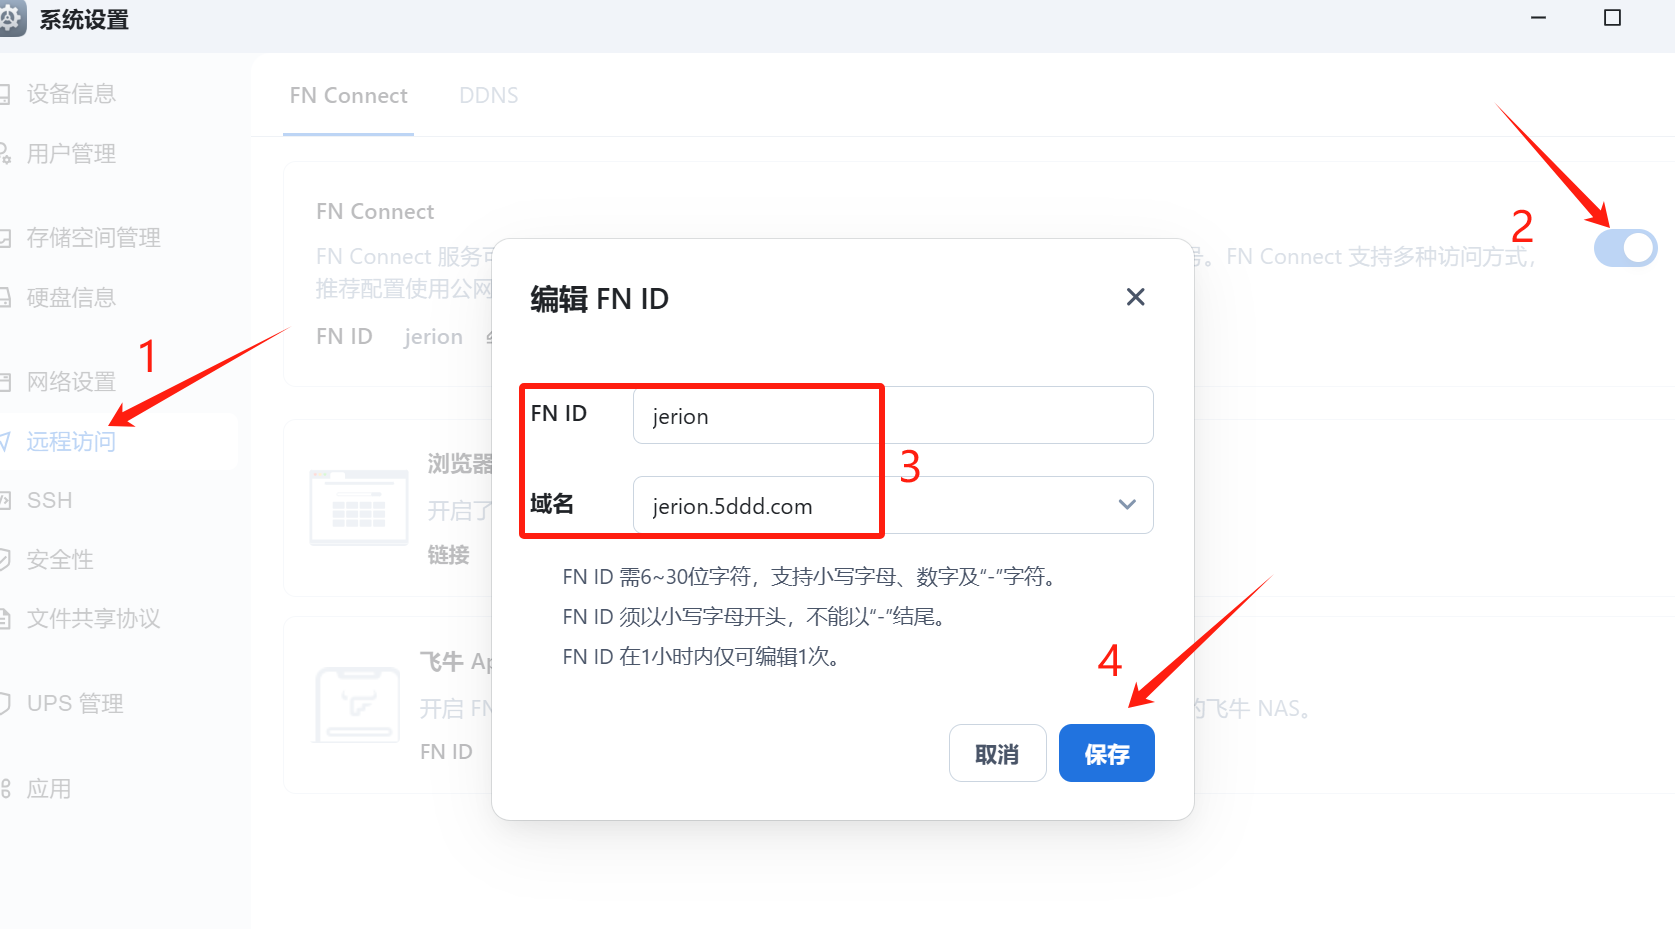 系统设置
设备信息
用户管理
存储空间管理
硬盘信息
网络设置
远程访问
SSH
安全性
文件共享协议
UPS 管理
应用
FN Connect
DDNS
FN Connect
FN Connect 服务
。FN Connect 支持多种访问方式，
推荐配置使用公网
FN ID jerion
浏览器
开启了
链接
飞牛 Ap
开启 FN
飞牛 NAS。
FN ID
编辑 FN ID
FN ID jerion
域名 jerion.5ddd.com
FN ID 需6~30位字符，支持小写字母、数字及“-”字符。
FN ID 须以小写字母开头，不能以“-”结尾。
FN ID 在1小时内仅可编辑1次。
取消 保存
1
2
3
4